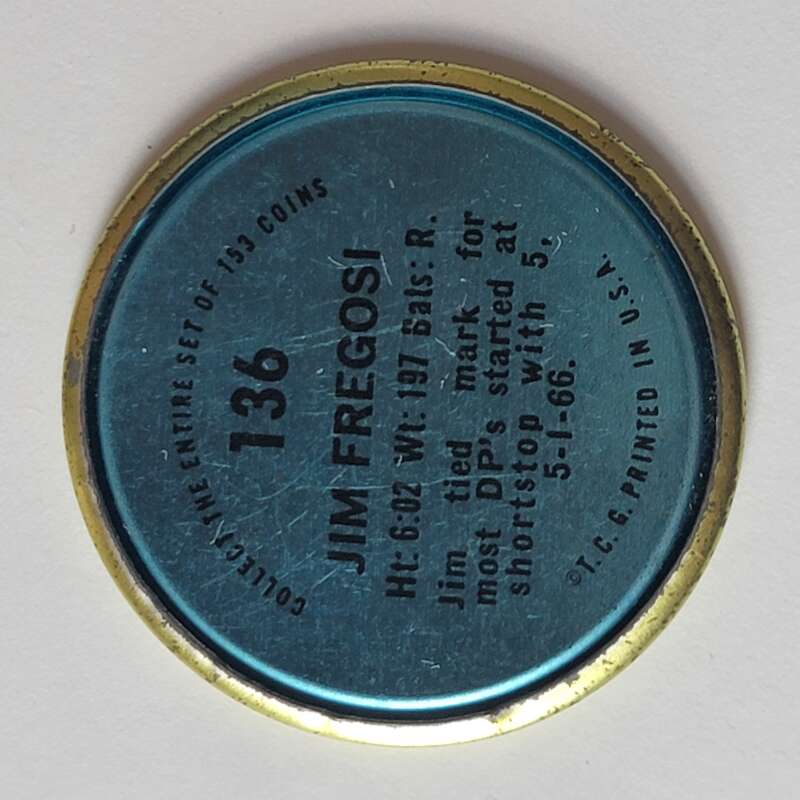 COLLECT THE ENTIRE SET OF 153 COINS
136
JIM FREGOSI
Ht: 6:02 Wt: 197 Bats: R.
Jim tied mark for
most DP's started at
shortstop with 5,
5-1-66.
©T. C. G. PRINTED IN U.S.A.